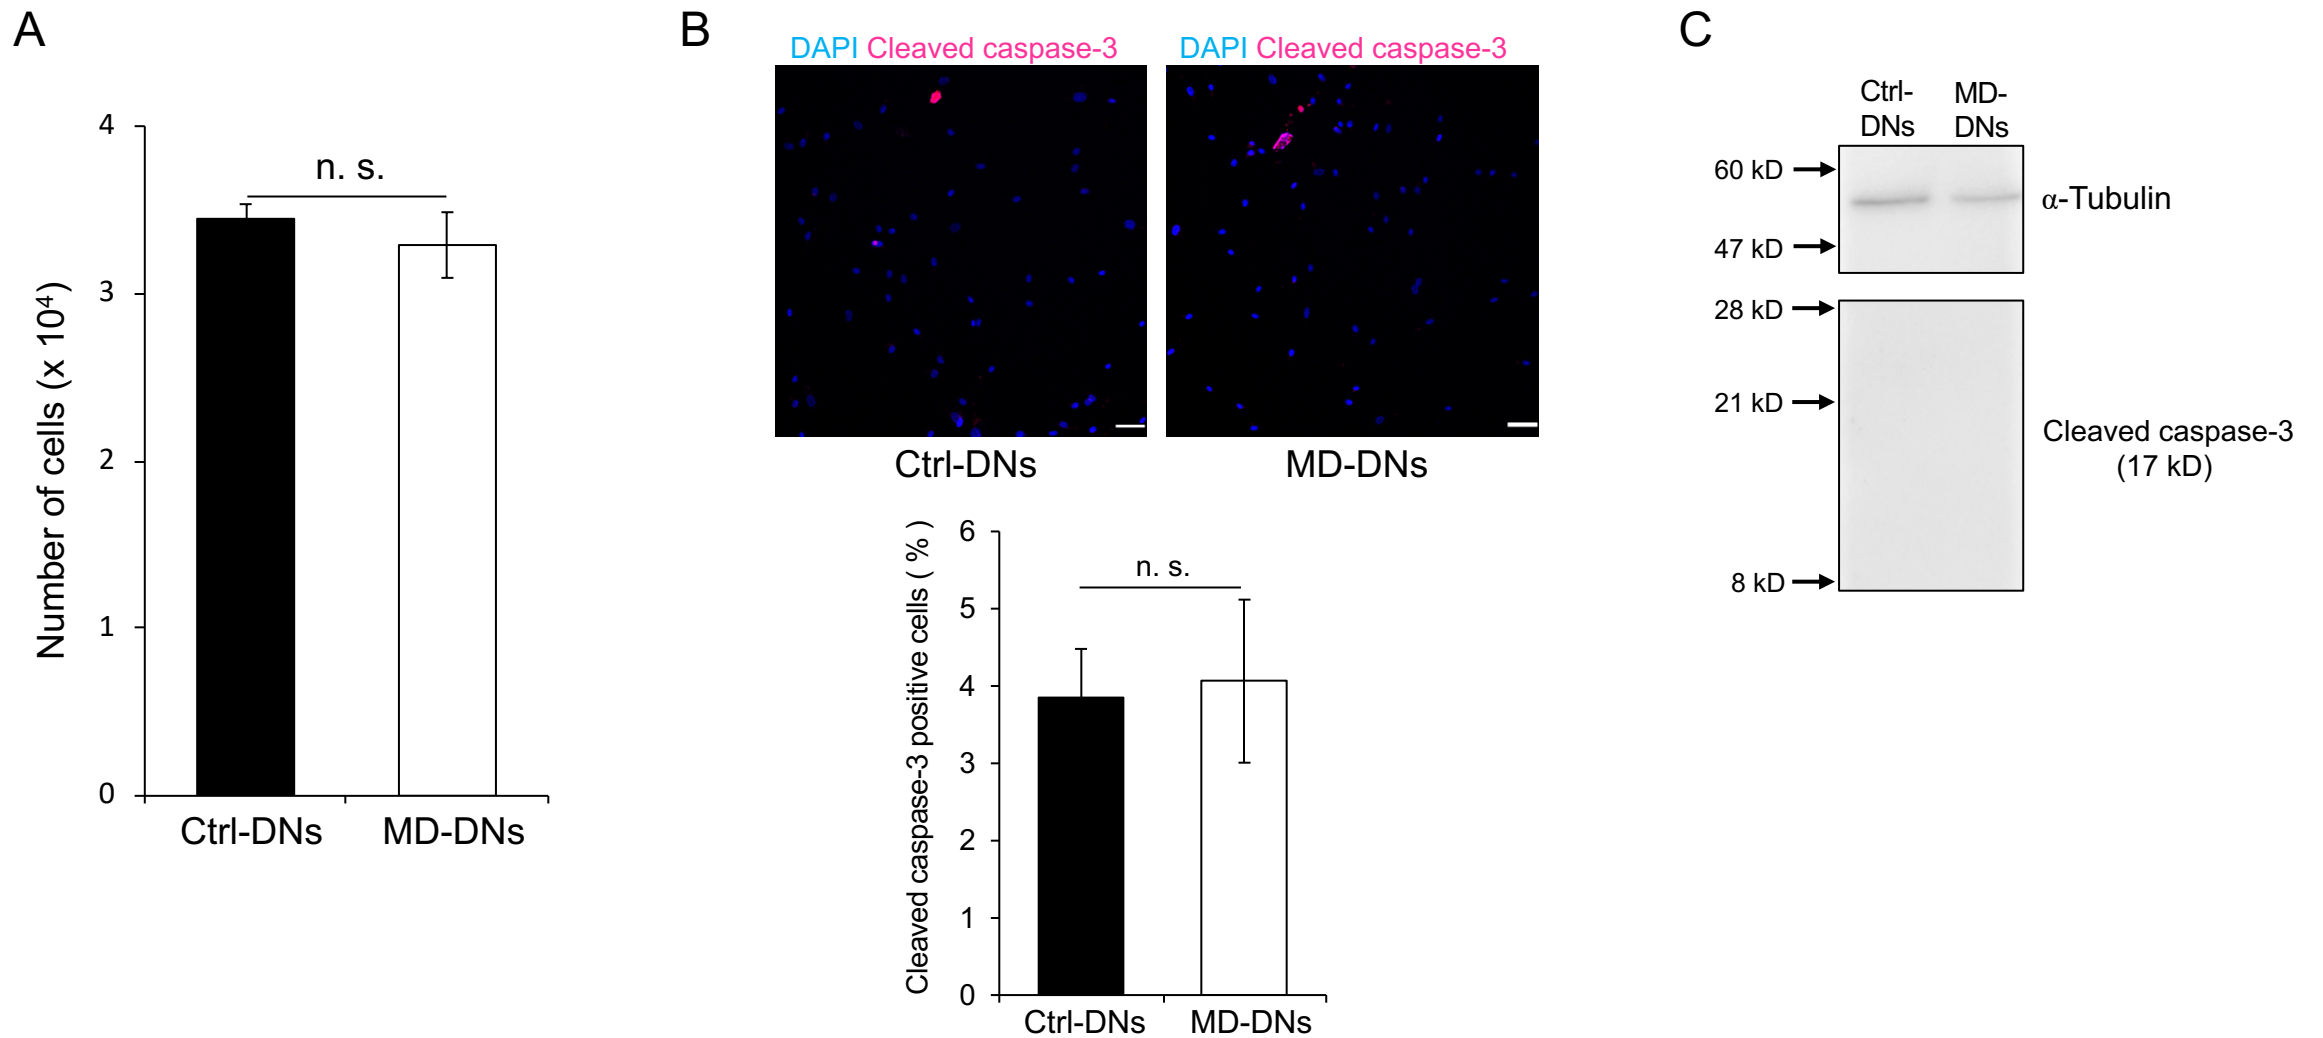 A
Number of cells (x 10⁴)
4
3
2
1
0
n. s.
Ctrl-DNs
MD-DNs
B
DAPI Cleaved caspase-3
DAPI Cleaved caspase-3
Ctrl-DNs
MD-DNs
Cleaved caspase-3 positive cells ( % )
6
5
4
3
2
1
0
n. s.
Ctrl-DNs
MD-DNs
C
Ctrl-
DNs
MD-
DNs
60 kD
47 kD
α-Tubulin
28 kD
21 kD
8 kD
Cleaved caspase-3
(17 kD)